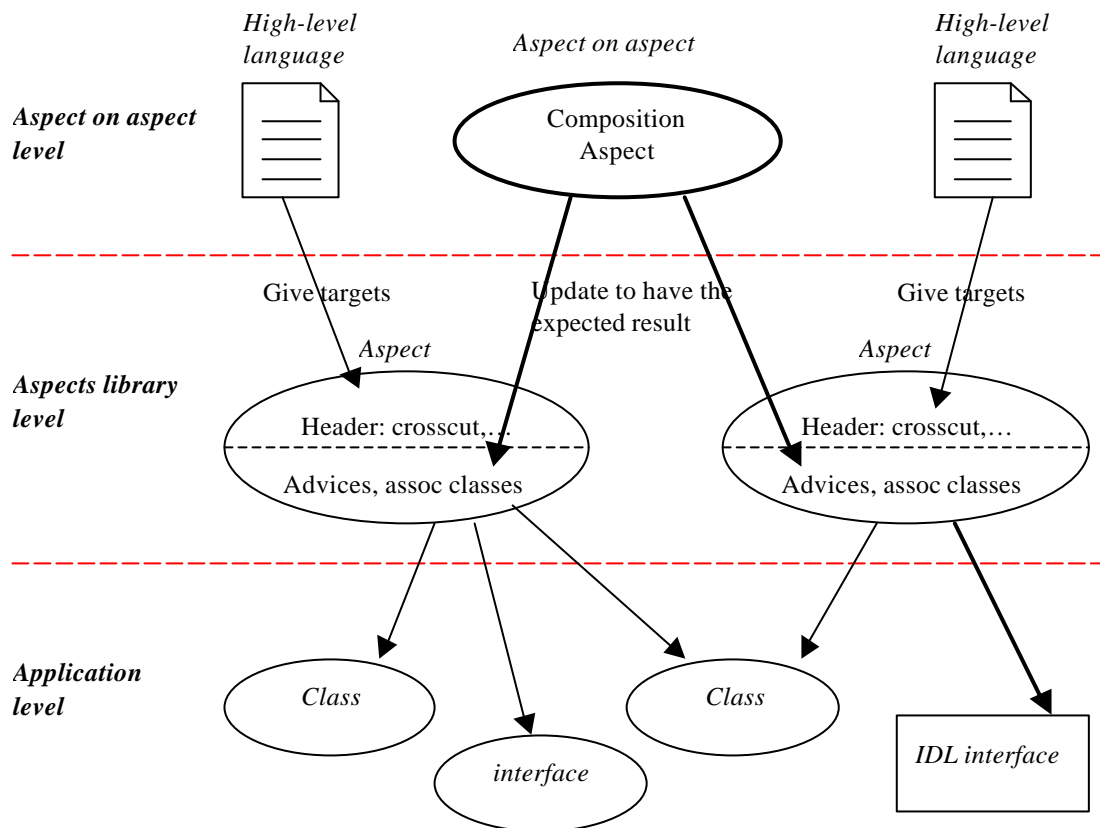 High-level
language
Aspect on aspect
High-level
language
Aspect on aspect
level
Composition
Aspect
Give targets
Update to have the
expected result
Give targets
Aspect
Aspect
Aspects library
level
Header: crosscut,…
Header: crosscut,…
Advices, assoc classes
Advices, assoc classes
Application
level
Class
Class
interface
IDL interface